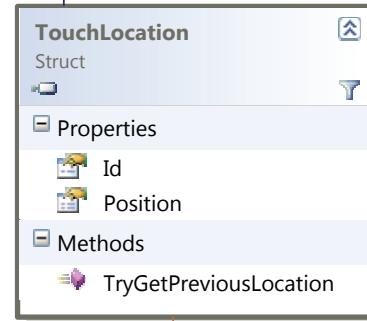 TouchLocation
Struct
Properties
Id
Position
Methods
TryGetPreviousLocation